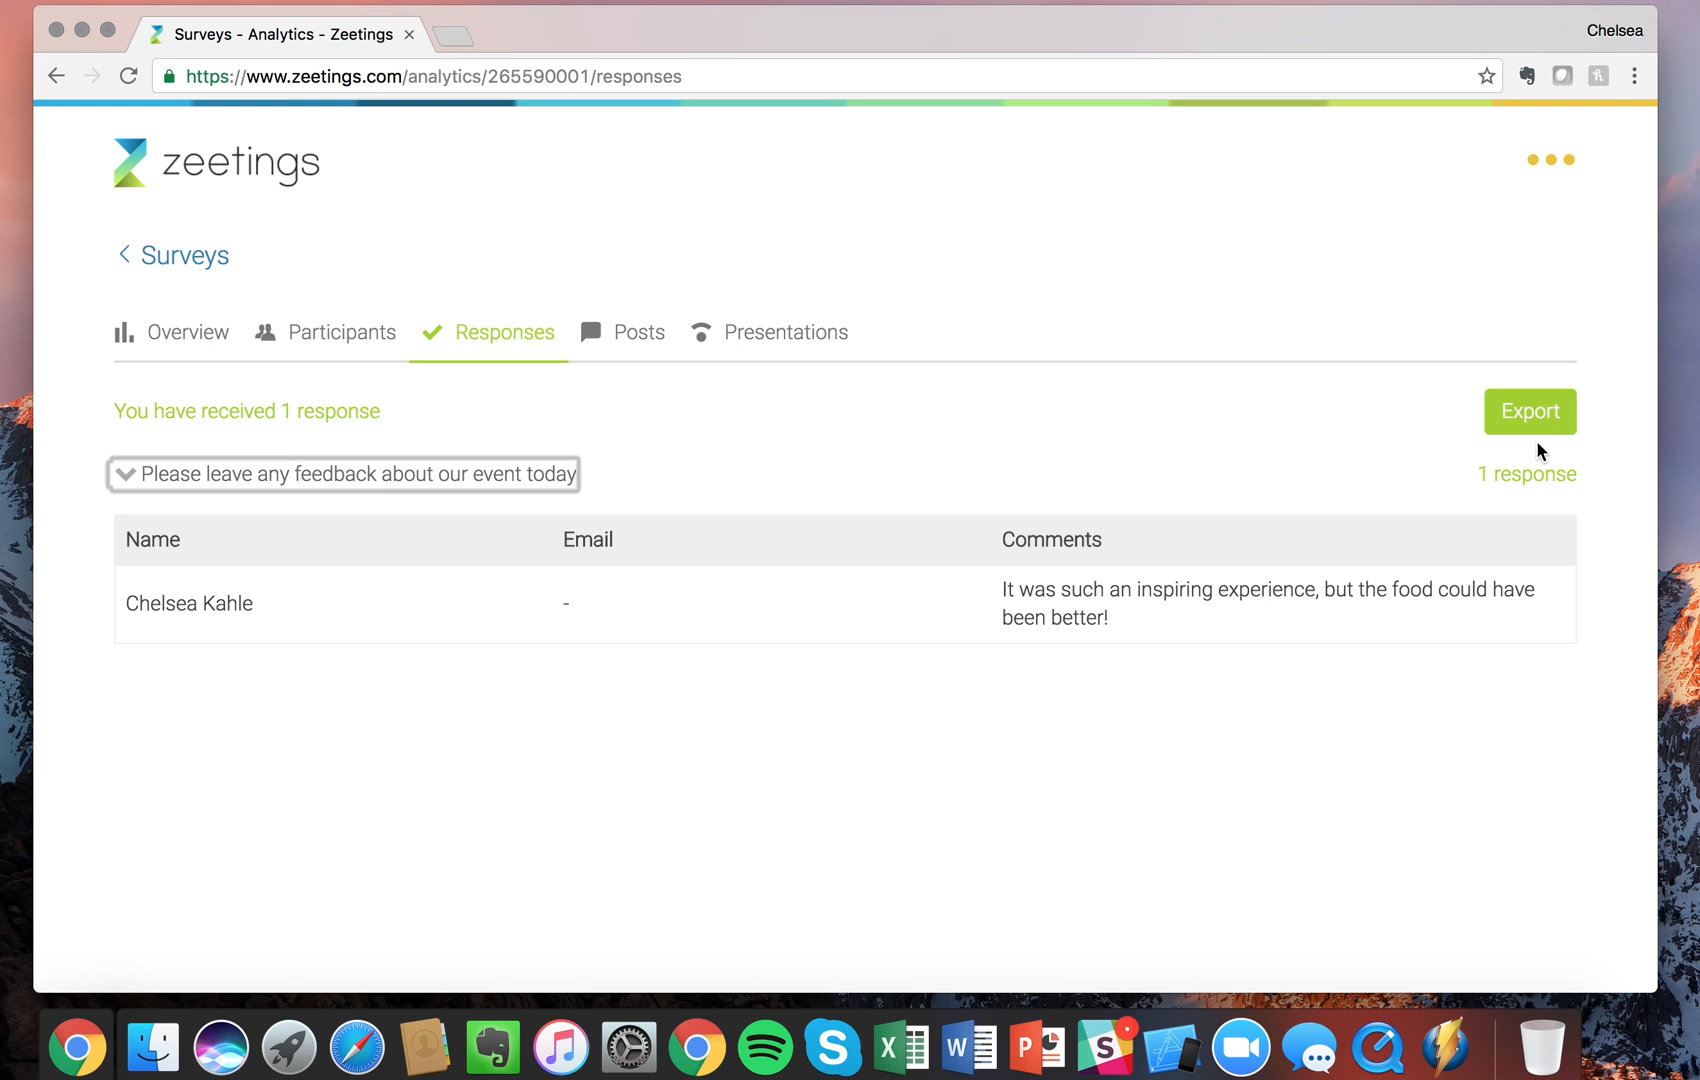 Surveys - Analytics - Zeetings
Chelsea
https://www.zeetings.com/analytics/265590001/responses
zeetings
Surveys
Overview Participants Responses Posts Presentations
You have received 1 response
Export
Please leave any feedback about our event today
1 response
Name Email Comments
Chelsea Kahle - It was such an inspiring experience, but the food could have
been better!